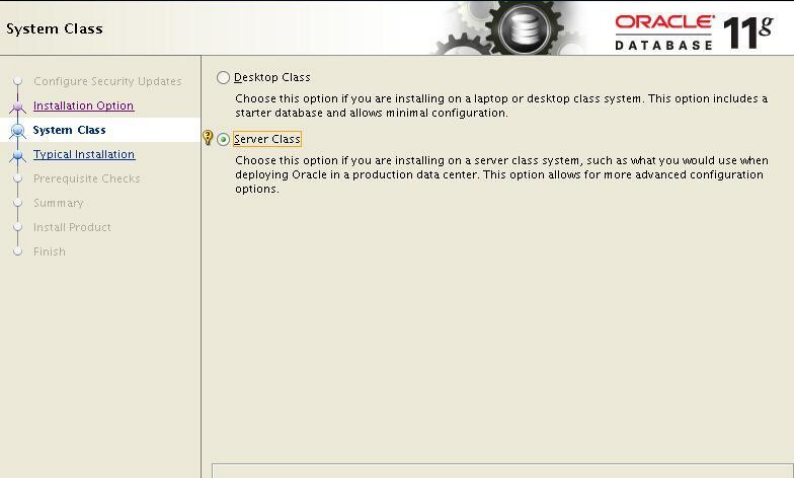 System Class
ORACLE
DATABASE
11g
Configure Security Updates
Installation Option
System Class
Typical Installation
Prerequisite Checks
Summary
Install Product
Finish
Desktop Class
Choose this option if you are installing on a laptop or desktop class system. This option includes a
starter database and allows minimal configuration.
Server Class
Choose this option if you are installing on a server class system, such as what you would use when
deploying Oracle in a production data center. This option allows for more advanced configuration
options.